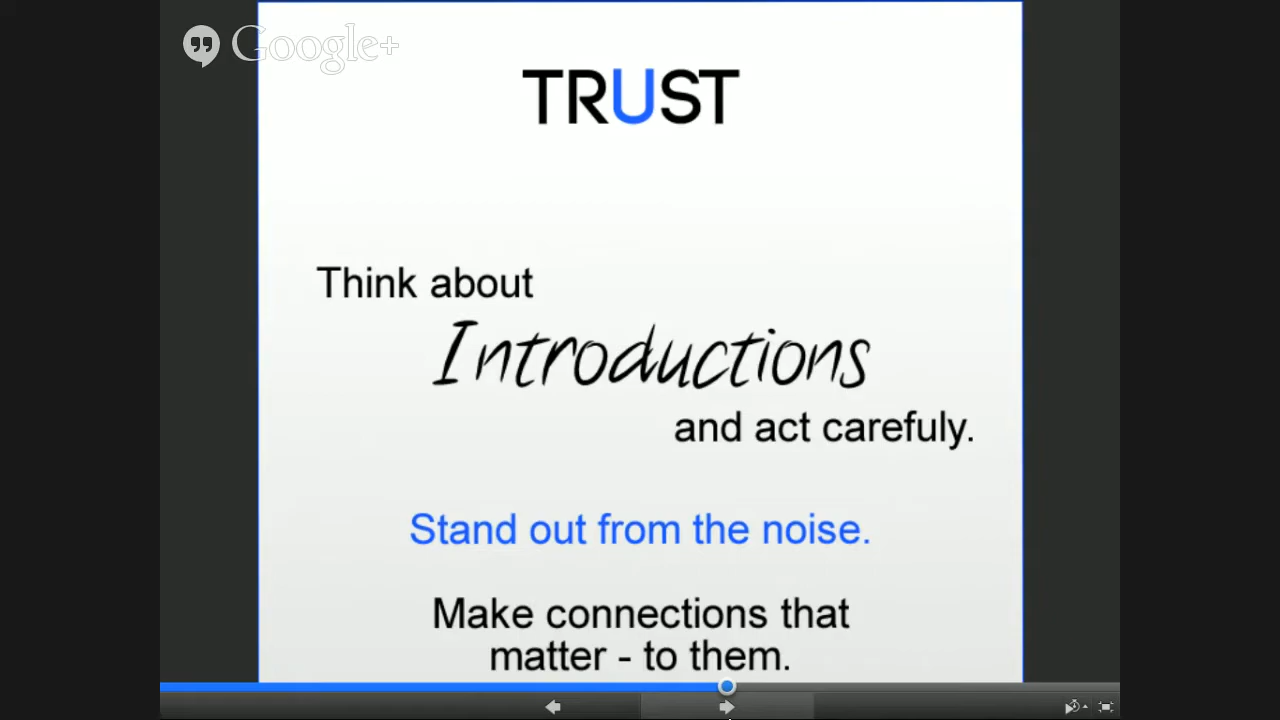 Google+
TRUST
Think about
Introductions
and act carefuly.
Stand out from the noise.
Make connections that
matter - to them.